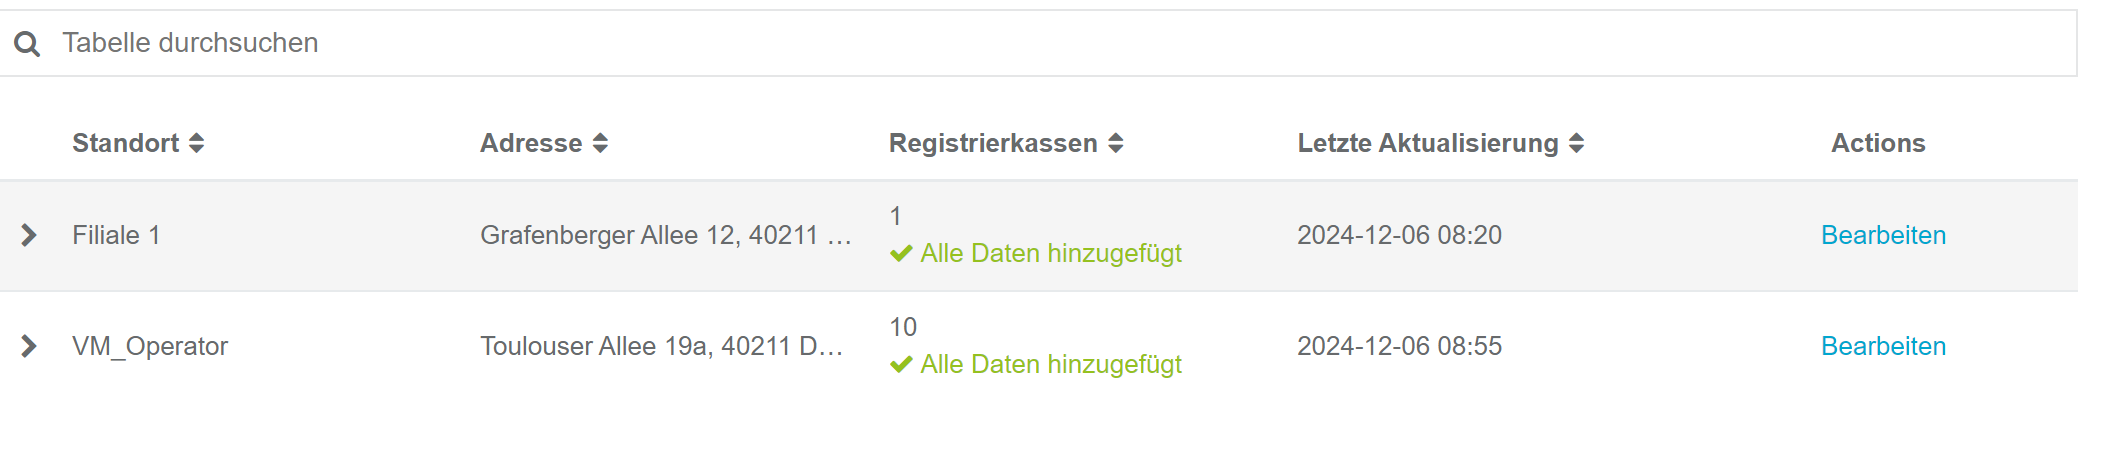 Tabelle durchsuchen
Standort Adresse Registrierkassen Letzte Aktualisierung Actions
1
Filiale 1 Grafenberger Allee 12, 40211 … 2024-12-06 08:20 Bearbeiten
Alle Daten hinzugefügt
10
VM_Operator Toulouser Allee 19a, 40211 D… 2024-12-06 08:55 Bearbeiten
Alle Daten hinzugefügt